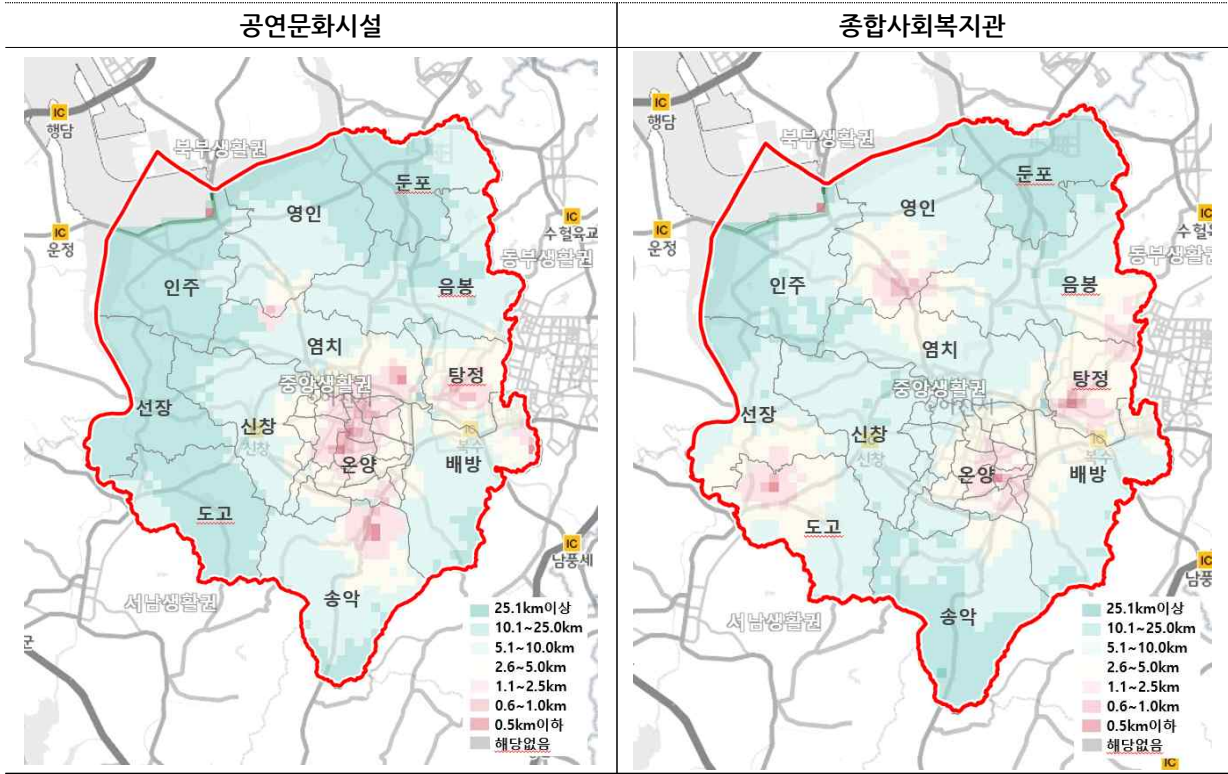 공연문화시설
종합사회복지관
IC
행담
북부생활권
둔포
영인
IC
운정
IC
수헐육교
동부생활권
인주
음봉
염치
중앙생활권
탕정
선장
신창
신창
IC
북수
온양
배방
도고
IC
남풍세
서남생활권
송악
군
25.1km이상
10.1~25.0km
5.1~10.0km
2.6~5.0km
1.1~2.5km
0.6~1.0km
0.5km이하
해당없음
IC
행담
북부생활권
둔포
영인
IC
운정
IC
수헐육
동부생활권
인주
음봉
염치
중앙생활권
탕정
선장
신창
신창
IC
북수
온양
배방
도고
IC
남풍
서남생활권
송악
25.1km이상
10.1~25.0km
5.1~10.0km
2.6~5.0km
1.1~2.5km
0.6~1.0km
0.5km이하
해당없음
IC